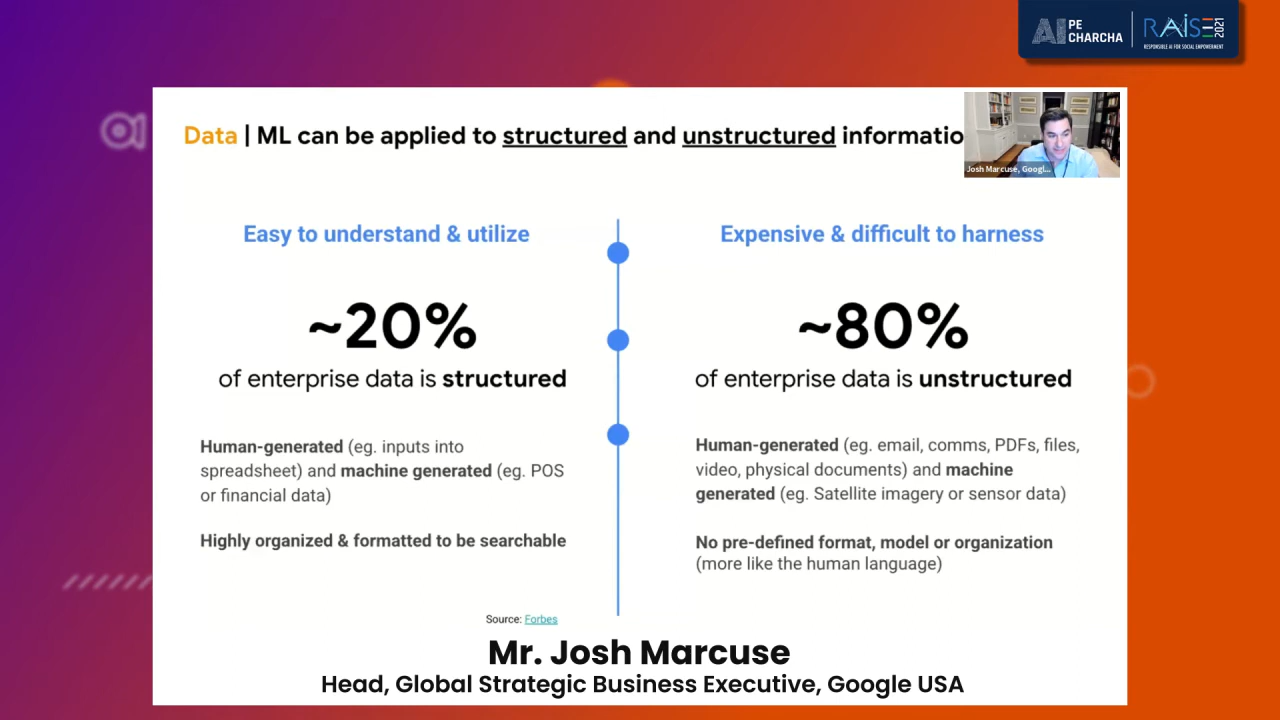 AI PE CHARCHA
RAISE 2021
RESPONSIBLE AI FOR SOCIAL EMPOWERMENT
Data | ML can be applied to structured and unstructured informatio
Josh Marcuse, Googl...
Easy to understand & utilize
~20%
of enterprise data is structured
Human-generated (eg. inputs into
spreadsheet) and machine generated (eg. POS
or financial data)
Highly organized & formatted to be searchable
Expensive & difficult to harness
~80%
of enterprise data is unstructured
Human-generated (eg. email, comms, PDFs, files,
video, physical documents) and machine
generated (eg. Satellite imagery or sensor data)
No pre-defined format, model or organization
(more like the human language)
Source: Forbes
Mr. Josh Marcuse
Head, Global Strategic Business Executive, Google USA